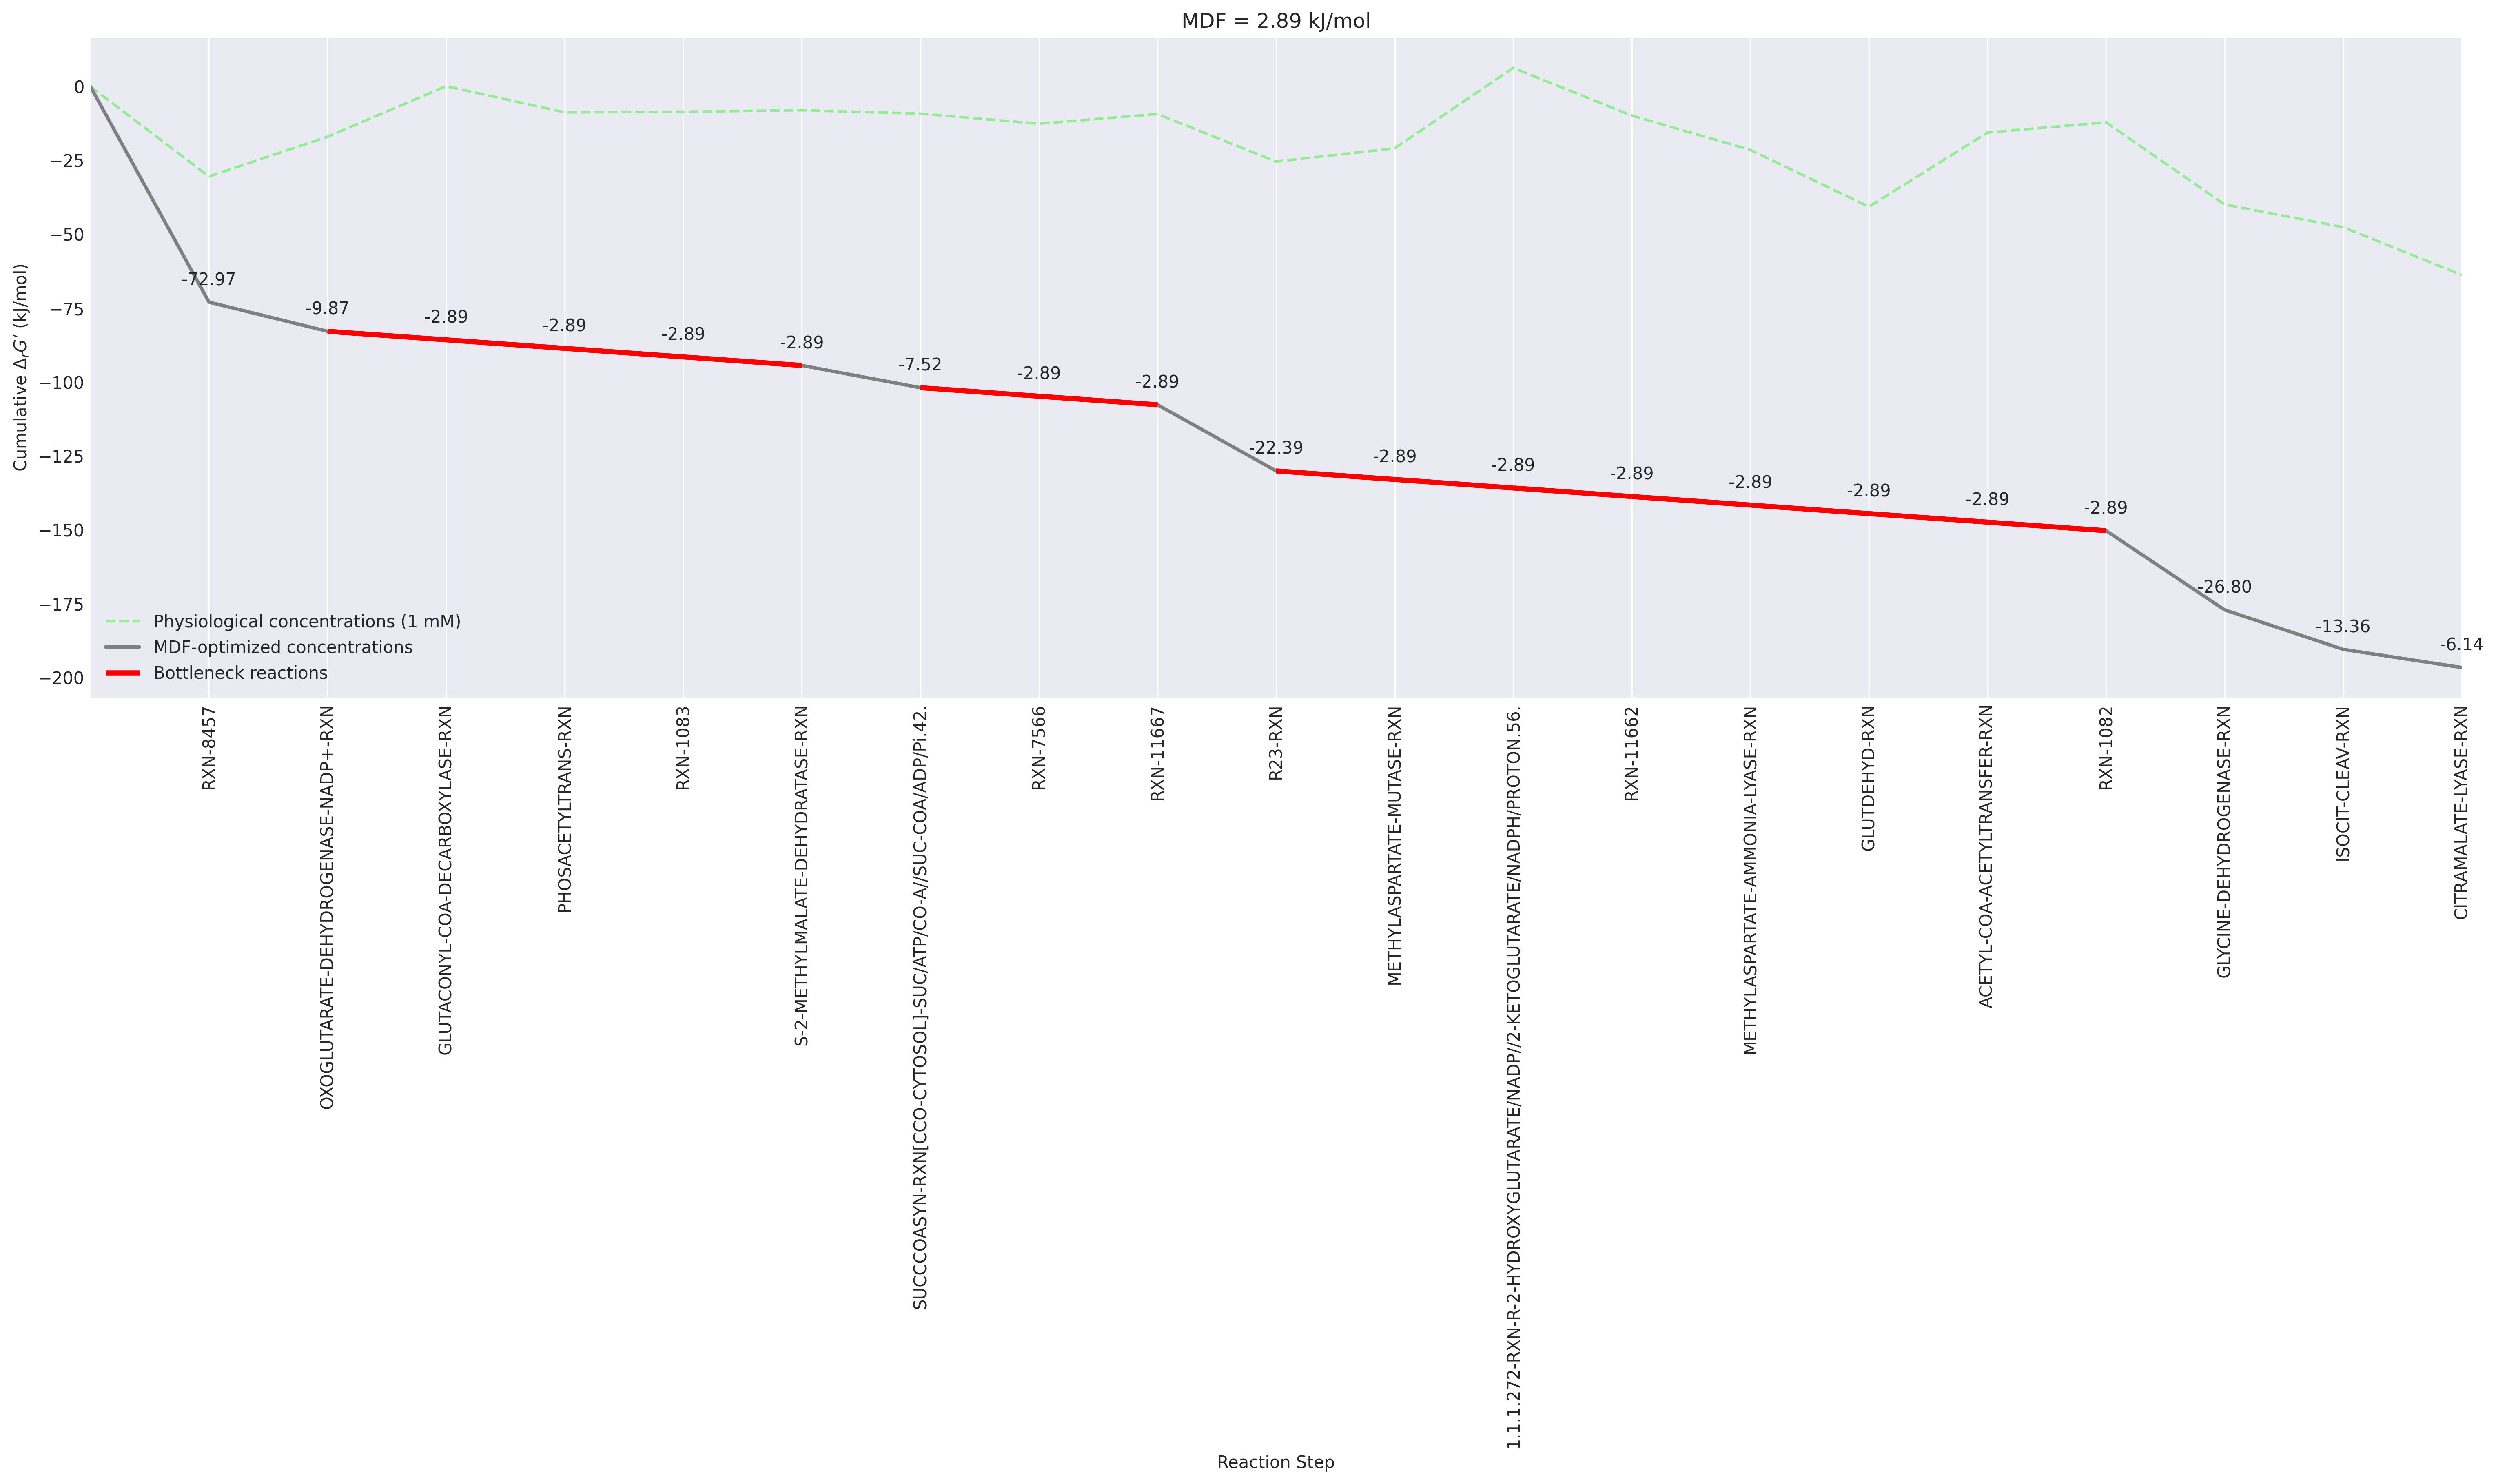 MDF = 2.89 kJ/mol
Cumulative ΔrG′ (kJ/mol)
0
−25
−50
−75
−100
−125
−150
−175
−200
-72.97
-9.87
-2.89
-2.89
-2.89
-2.89
-7.52
-2.89
-2.89
-22.39
-2.89
-2.89
-2.89
-2.89
-2.89
-2.89
-2.89
-26.80
-13.36
-6.14
Physiological concentrations (1 mM)
MDF-optimized concentrations
Bottleneck reactions
RXN-8457
OXOGLUTARATE-DEHYDROGENASE-NADP+-RXN
GLUTACONYL-COA-DECARBOXYLASE-RXN
PHOSACETYLTRANS-RXN
RXN-1083
S-2-METHYLMALATE-DEHYDRATASE-RXN
SUCCCOASYN-RXN[CCO-CYTOSOL]-SUC/ATP/CO-A//SUC-COA/ADP/Pi.42.
RXN-7566
RXN-11667
R23-RXN
METHYLASPARTATE-MUTASE-RXN
1.1.1.272-RXN-R-2-HYDROXYGLUTARATE/NADP//2-KETOGLUTARATE/NADPH/PROTON.56.
RXN-11662
METHYLASPARTATE-AMMONIA-LYASE-RXN
GLUTDEHYD-RXN
ACETYL-COA-ACETYLTRANSFER-RXN
RXN-1082
GLYCINE-DEHYDROGENASE-RXN
ISOCIT-CLEAV-RXN
CITRAMALATE-LYASE-RXN
Reaction Step